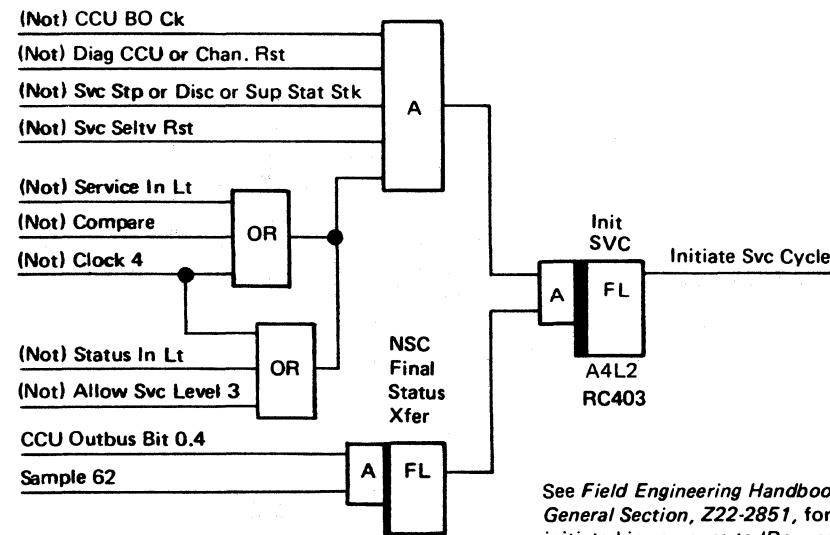 (Not) CCU BO Ck
(Not) Diag CCU or Chan. Rst
(Not) Svc Stp or Disc or Sup Stat Stk
(Not) Svc Seltv Rst
A
(Not) Service In Lt
(Not) Compare
(Not) Clock 4
OR
(Not) Status In Lt
(Not) Allow Svc Level 3
OR
NSC
Final
Status
Xfer
CCU Outbus Bit 0.4
Sample 62
A FL
Init
SVC
A FL
Initiate Svc Cycle
A4L2
RC403
See Field Engineering Handboo
General Section, Z22-2851, for